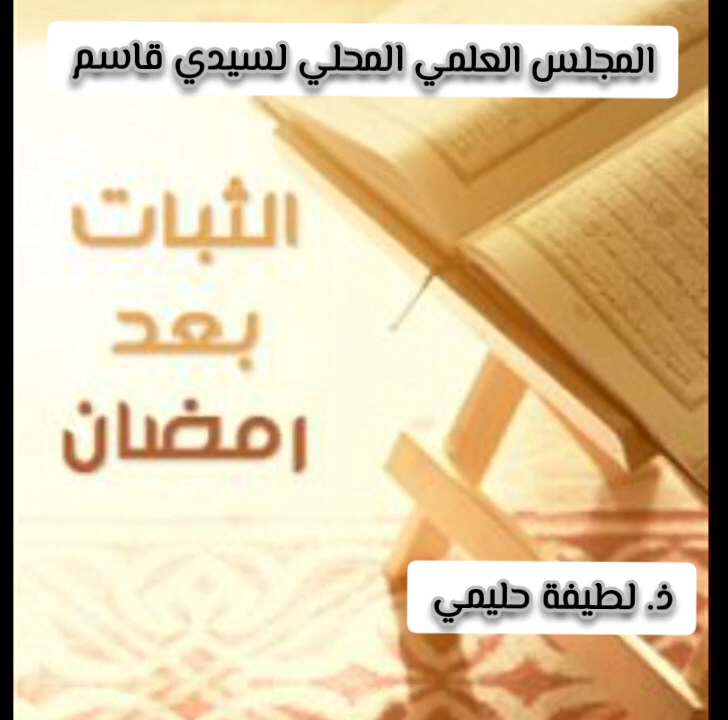 المجلس العلمي المحلي لسيدي قاسم
الثبات
بعد
رمضان
ذ. لطيفة حليمي